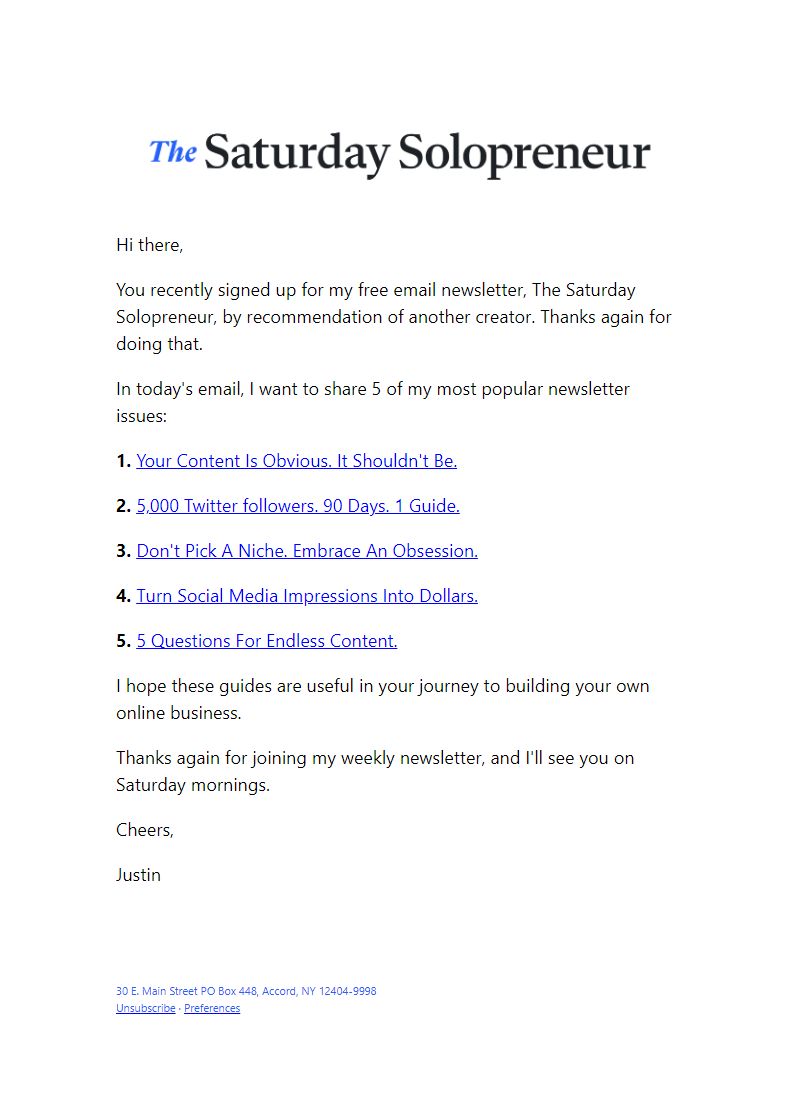 The Saturday Solopreneur
Hi there,
You recently signed up for my free email newsletter, The Saturday
Solopreneur, by recommendation of another creator. Thanks again for
doing that.
In today's email, I want to share 5 of my most popular newsletter
issues:
1. Your Content Is Obvious. It Shouldn't Be.
2. 5,000 Twitter followers. 90 Days. 1 Guide.
3. Don't Pick A Niche. Embrace An Obsession.
4. Turn Social Media Impressions Into Dollars.
5. 5 Questions For Endless Content.
I hope these guides are useful in your journey to building your own
online business.
Thanks again for joining my weekly newsletter, and I'll see you on
Saturday mornings.
Cheers,
Justin
30 E. Main Street PO Box 448, Accord, NY 12404-9998
Unsubscribe · Preferences